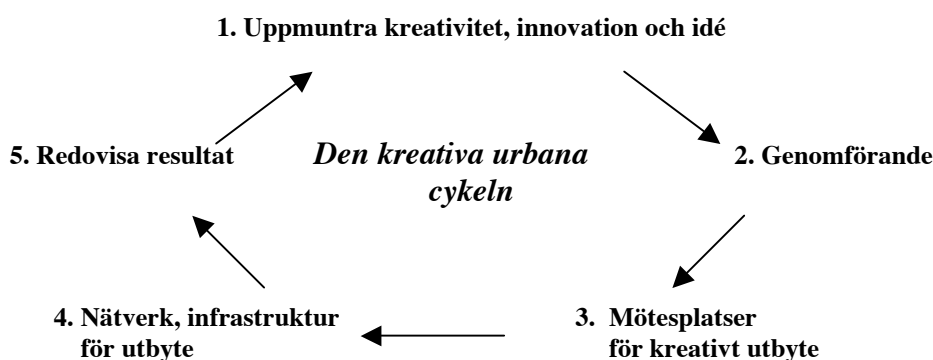 1. Uppmuntra kreativitet, innovation och idé
5. Redovisa resultat
Den kreativa urbana
cykeln
2. Genomförande
4. Nätverk, infrastruktur
för utbyte
3. Mötesplatser
för kreativt utbyte